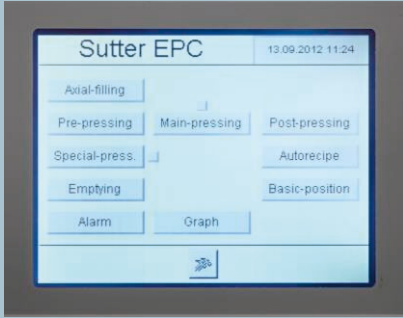 Sutter EPC 13.09.2012 11:24
Axial-filling
Pre-pressing Main-pressing Post-pressing
Special-press. Autorecipe
Emptying Basic-position
Alarm Graph